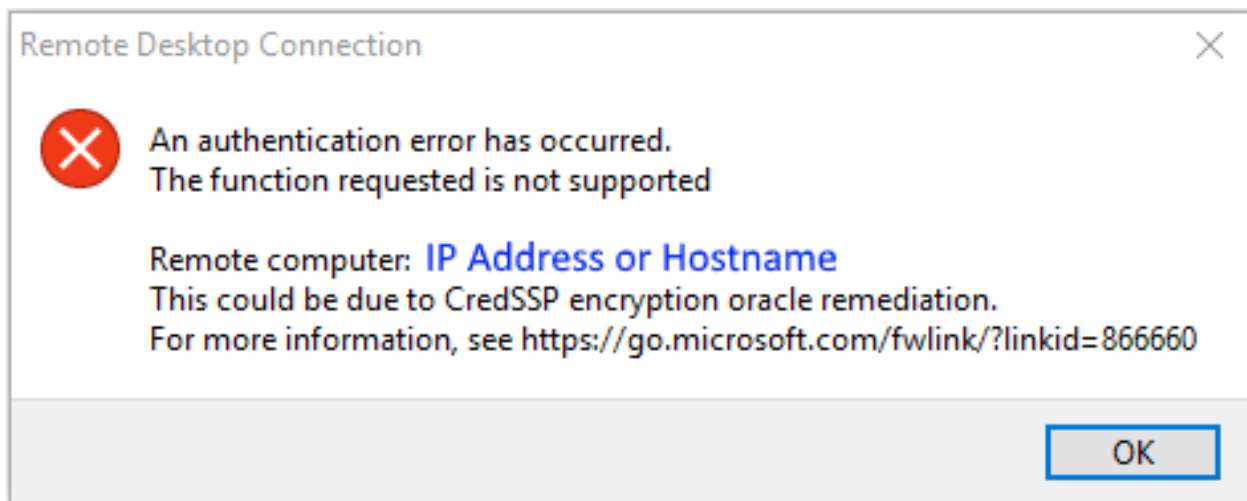 Remote Desktop Connection
An authentication error has occurred.
The function requested is not supported
Remote computer: IP Address or Hostname
This could be due to CredSSP encryption oracle remediation.
For more information, see https://go.microsoft.com/fwlink/?linkid=866660
OK